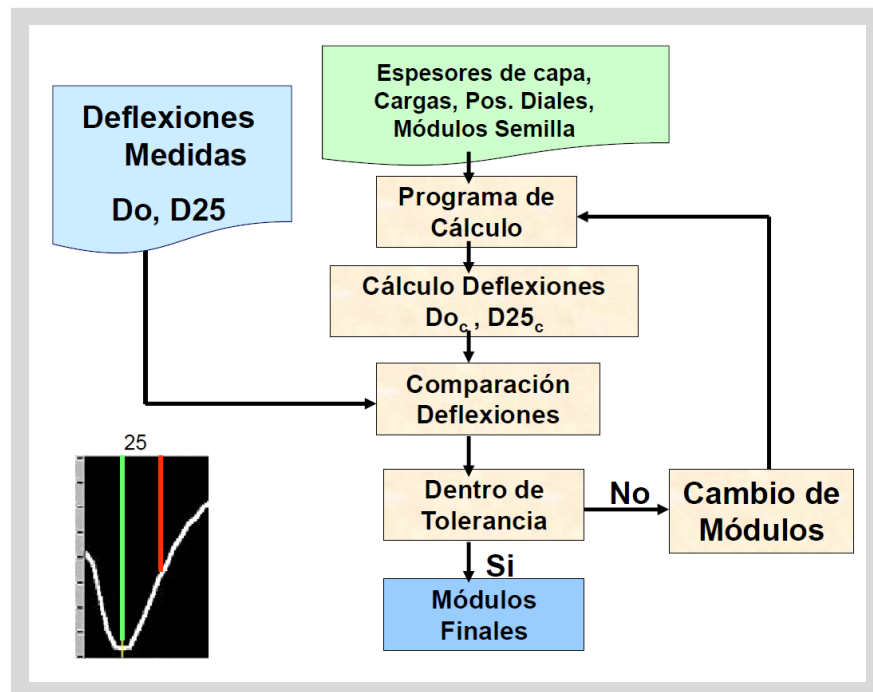 Deflexiones
Medidas
Do, D25
Espesores de capa,
Cargas, Pos. Diales,
Módulos Semilla
Programa de
Cálculo
Cálculo Deflexiones
Doc , D25c
Comparación
Deflexiones
Dentro de
Tolerancia
No
Cambio de
Módulos
Si
Módulos
Finales
25